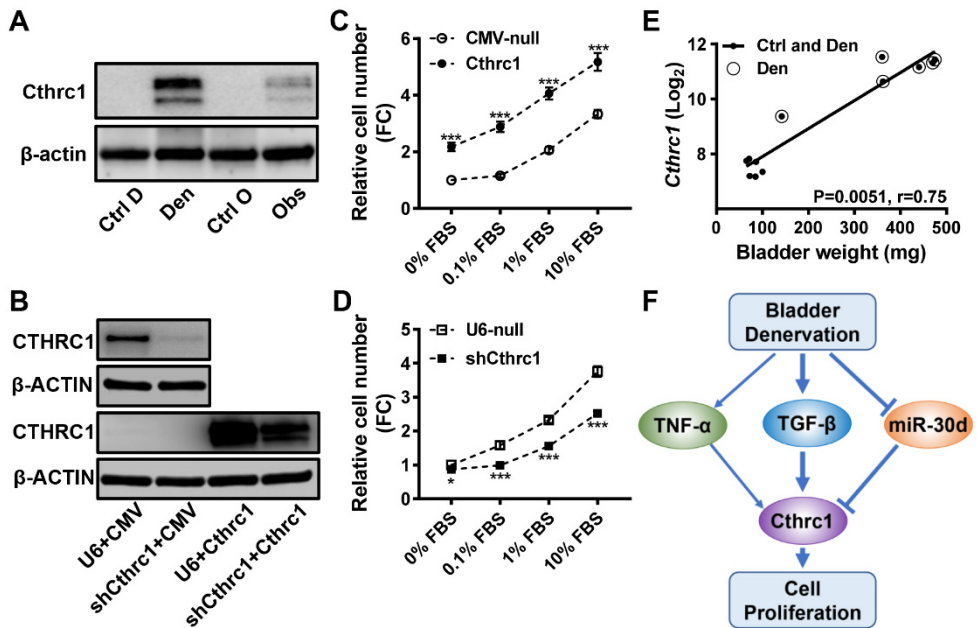 A
Cthrc1
β-actin
Ctrl D
Den
Ctrl O
Obs
B
CTHRC1
β-ACTIN
CTHRC1
β-ACTIN
U6+CMV
shCthrc1+CMV
U6+Cthrc1
shCthrc1+Cthrc1
C
Relative cell number
(FC)
6
4
2
0
CMV-null
Cthrc1
***
***
***
***
0% FBS
0.1% FBS
1% FBS
10% FBS
D
Relative cell number
(FC)
5
4
3
2
1
0
U6-null
shCthrc1
*
***
***
***
0% FBS
0.1% FBS
1% FBS
10% FBS
E
Cthrc1 (Log2)
12
10
8
Ctrl and Den
Den
P=0.0051, r=0.75
0 100 200 300 400 500
Bladder weight (mg)
F
Bladder
Denervation
TNF-α
TGF-β
miR-30d
Cthrc1
Cell
Proliferation